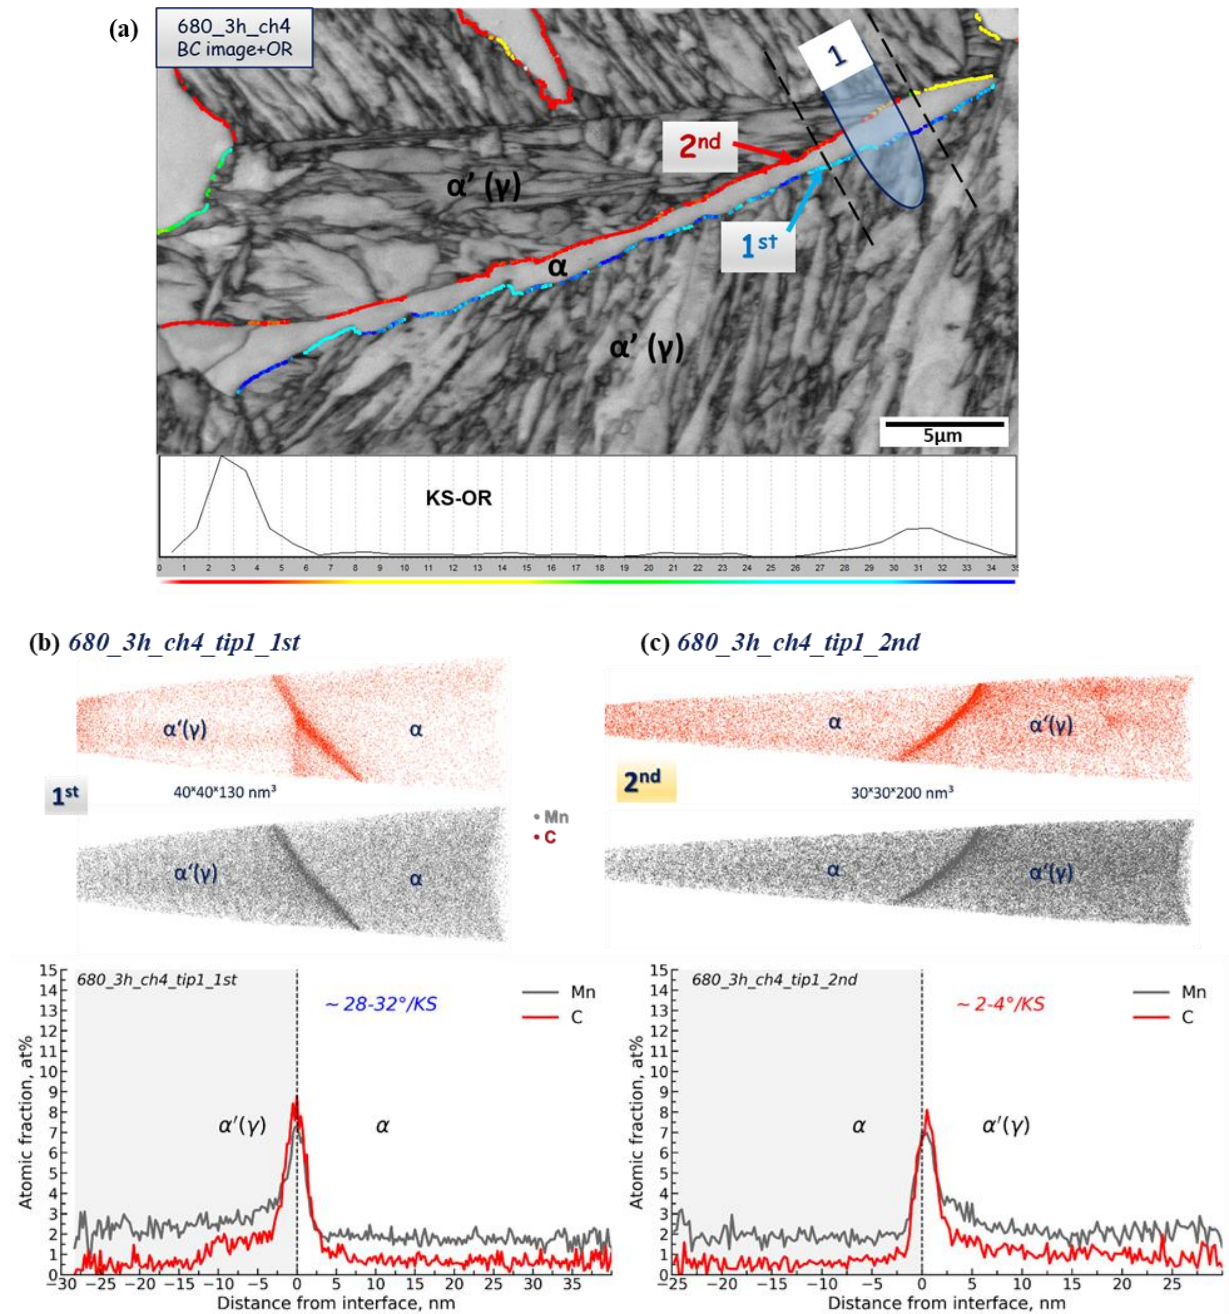 (a)
680_3h_ch4
BC image+OR
1
2nd
α' (γ)
1st
α
α' (γ)
5μm
KS-OR
0 1 2 3 4 5 6 7 8 9 10 11 12 13 14 15 16 17 18 19 20 21 22 23 24 25 26 27 28 29 30 31 32 33 34 35
(b) 680_3h_ch4_tip1_1st
α'(γ)
α
1st
40*40*130 nm³
α'(γ)
α
• Mn
• C
(c) 680_3h_ch4_tip1_2nd
α
α'(γ)
2nd
30*30*200 nm³
α
α'(γ)
680_3h_ch4_tip1_1st
~ 28-32°/KS
Mn
C
α'(γ)
α
Atomic fraction, at%
15
14
13
12
11
10
9
8
7
6
5
4
3
2
1
0
−30 −25 −20 −15 −10 −5 0 5 10 15 20 25 30 35
Distance from interface, nm
680_3h_ch4_tip1_2nd
~ 2-4°/KS
Mn
C
α
α'(γ)
Atomic fraction, at%
15
14
13
12
11
10
9
8
7
6
5
4
3
2
1
0
−25 −20 −15 −10 −5 0 5 10 15 20 25
Distance from interface, nm